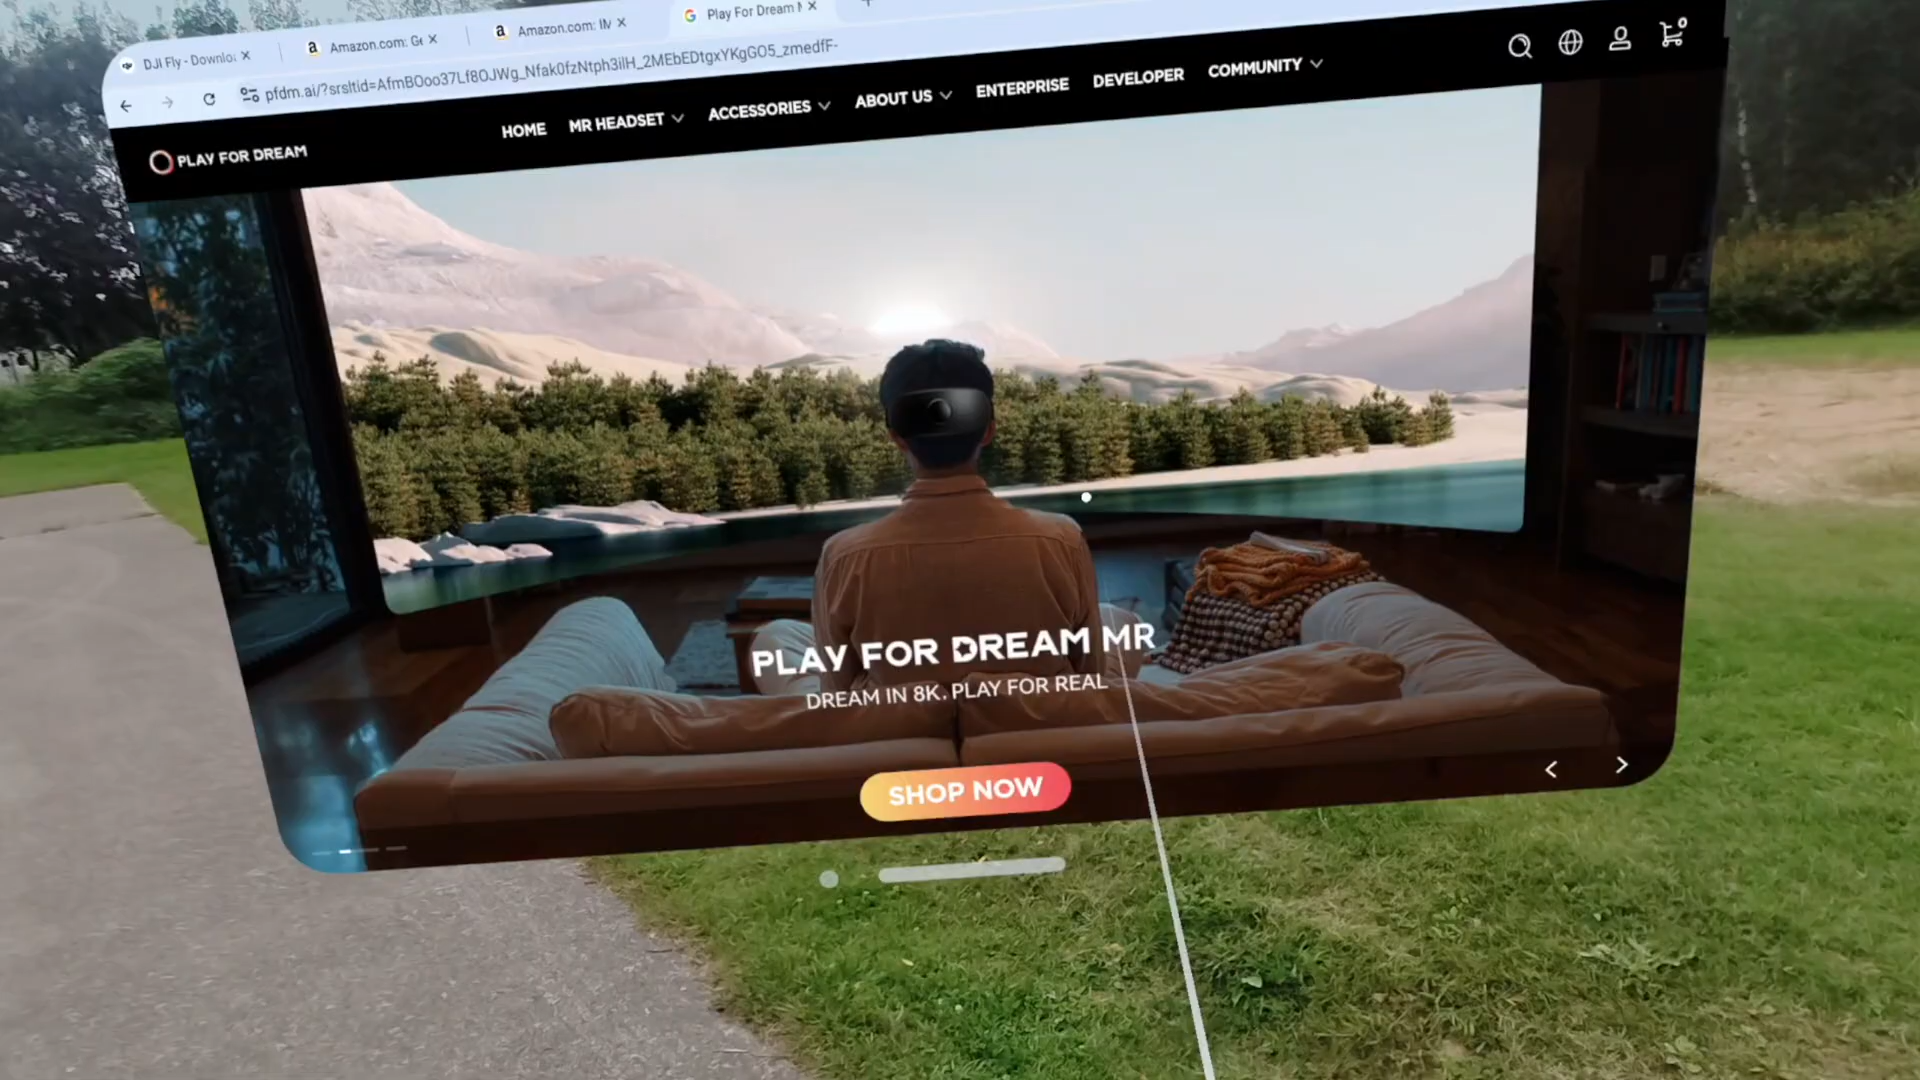 DJI Fly - Downlo
Amazon.com: Ge
Amazon.com: IM
Play For Dream M
pfdm.ai/?srsltid=AfmBOoo37Lf8OJWg_Nfak0fzNtph3ilH_2MEbEDtgxYKgGO5_zmedfF-
PLAY FOR DREAM
HOME
MR HEADSET
ACCESSORIES
ABOUT US
ENTERPRISE
DEVELOPER
COMMUNITY
0
PLAY FOR DREAM MR
DREAM IN 8K. PLAY FOR REAL
SHOP NOW